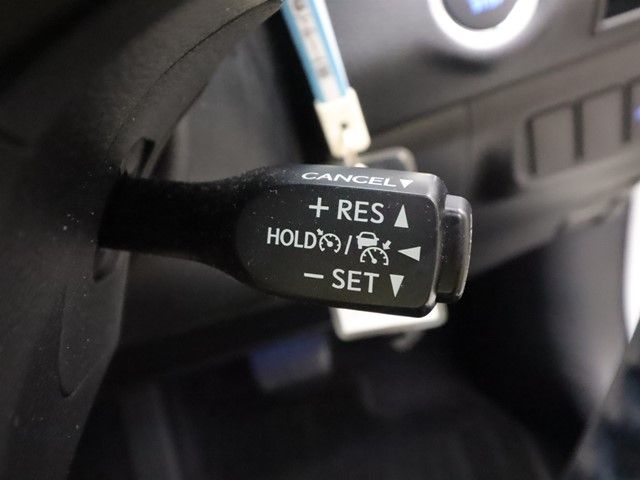 CANCEL▼
+ RES ▲
HOLD / ◀
− SET ▼